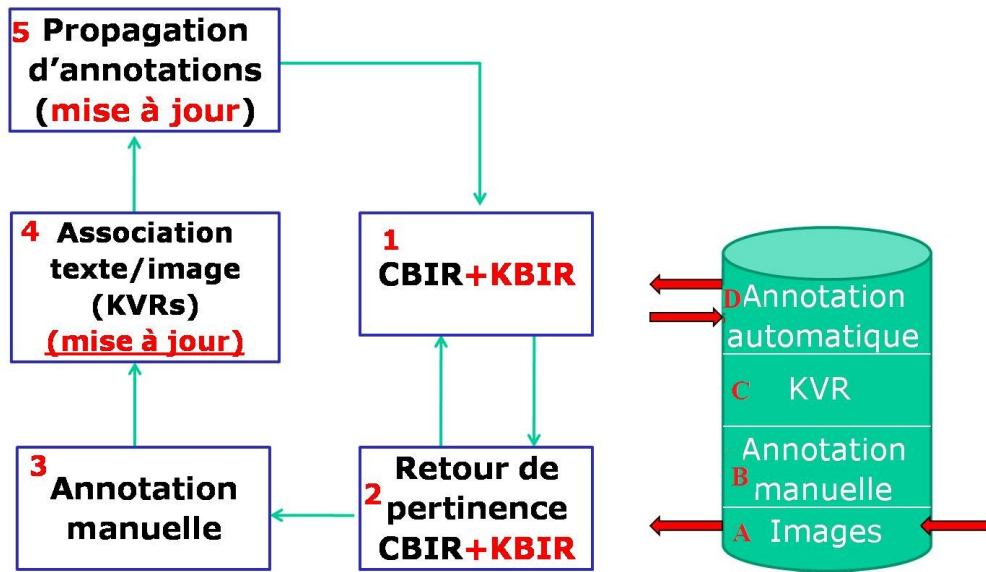 5 Propagation
d'annotations
(mise à jour)
4 Association
texte/image
(KVRs)
(mise à jour)
1
CBIR+KBIR
3
Annotation
manuelle
Retour de
2 pertinence
CBIR+KBIR
D Annotation
automatique
C KVR
Annotation
B manuelle
A Images